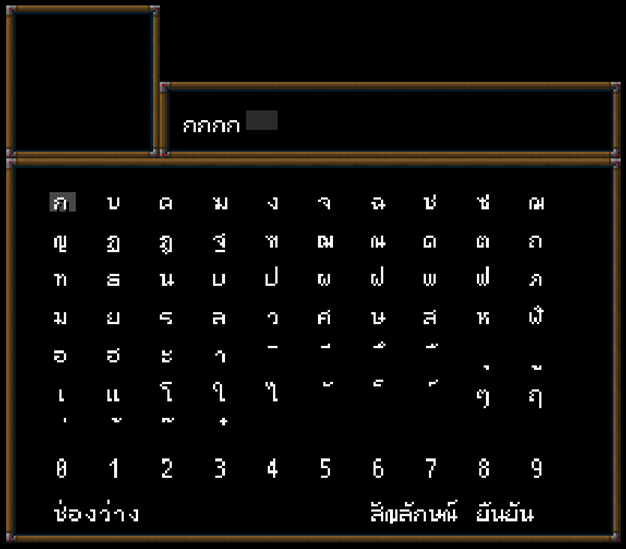 กกกก
ก ข ค ฆ ง จ ฉ ช ซ ฌ
ญ ฎ ฏ ฐ ฑ ฒ ณ ด ต ถ
ท ธ น บ ป ผ ฝ พ ฟ ภ
ม ย ร ล ว ศ ษ ส ห ฬ
อ ฮ ะ า ิ ี ึ ื ุ ู
เ แ โ ใ ไ ั ็ ์ ๆ ฤ
่ ้ ๊ ๋
0 1 2 3 4 5 6 7 8 9
ช่องว่าง สัญลักษณ์ ยืนยัน